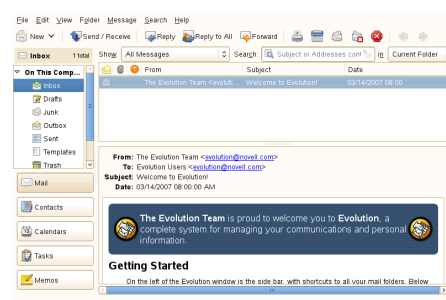 File Edit View Folder Message Search Help
New Send / Receive Reply Reply to All Forward
Inbox 1 total Show: All Messages Search: Subject or Addresses cont in Current Folder
On This Comp...
From Subject Date
The Evolution Team <evoluti... Welcome to Evolution! 03/14/2007 08:00
Inbox
Drafts
Junk
Outbox
Sent
Templates
Trash
Mail
Contacts
Calendars
Tasks
Memos
From: The Evolution Team <evolution@novell.com>
To: Evolution Users <evolution@novell.com>
Subject: Welcome to Evolution!
Date: 03/14/2007 08:00:00 AM
The Evolution Team is proud to welcome you to Evolution, a
complete system for managing your communications and personal
information.
Getting Started
On the left of the Evolution window is the side bar, with shortcuts to all your mail folders. Below